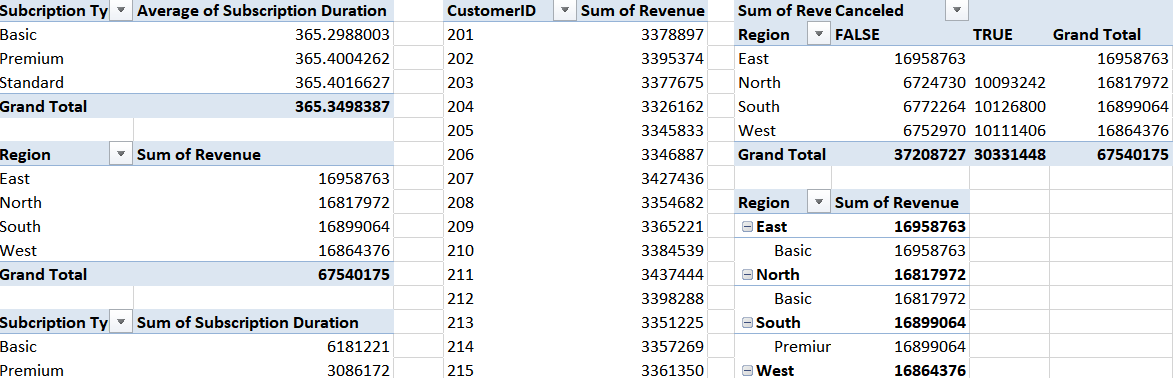 Subcription Ty Average of Subscription Duration
Basic 365.2988003
Premium 365.4004262
Standard 365.4016627
Grand Total 365.3498387
Region Sum of Revenue
East 16958763
North 16817972
South 16899064
West 16864376
Grand Total 67540175
Subcription Ty Sum of Subscription Duration
Basic 6181221
Premium 3086172
CustomerID Sum of Revenue
201 3378897
202 3395374
203 3377675
204 3326162
205 3345833
206 3346887
207 3427436
208 3354682
209 3365221
210 3384539
211 3437444
212 3398288
213 3351225
214 3357269
215 3361350
Sum of Reve Canceled
Region FALSE TRUE Grand Total
East 16958763 16958763
North 6724730 10093242 16817972
South 6772264 10126800 16899064
West 6752970 10111406 16864376
Grand Total 37208727 30331448 67540175
Region Sum of Revenue
East 16958763
Basic 16958763
North 16817972
Basic 16817972
South 16899064
Premiur 16899064
West 16864376